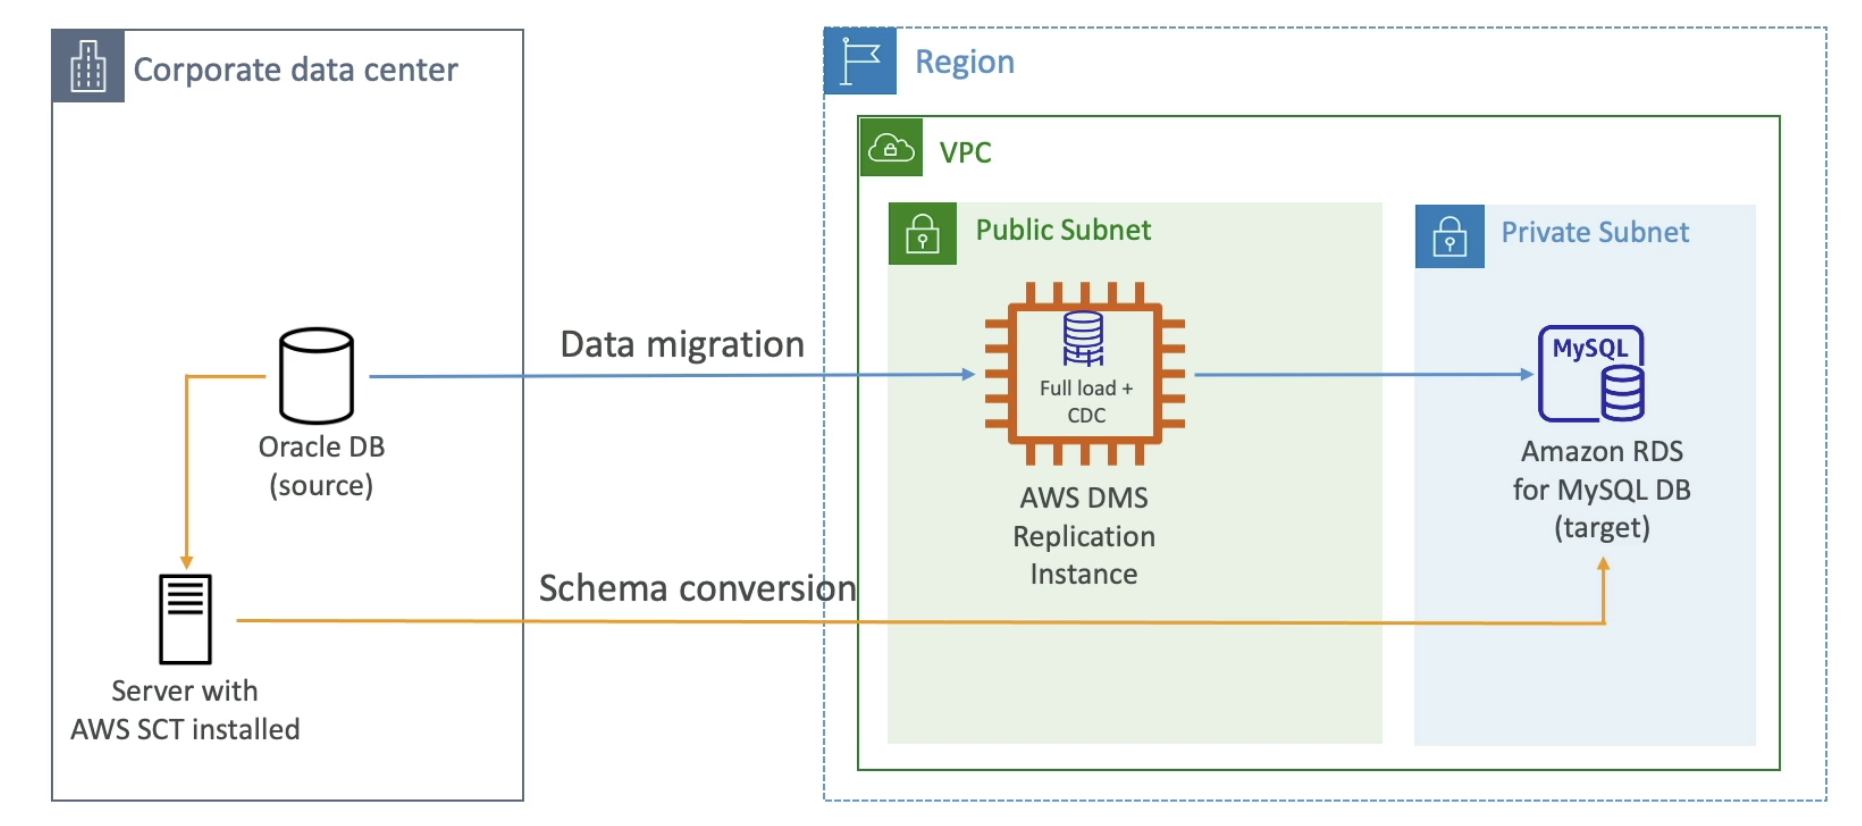 Corporate data center
Region
VPC
Public Subnet
Private Subnet
Data migration
Full load +
CDC
MySQL
Oracle DB
(source)
AWS DMS
Replication
Instance
Amazon RDS
for MySQL DB
(target)
Schema conversion
Server with
AWS SCT installed